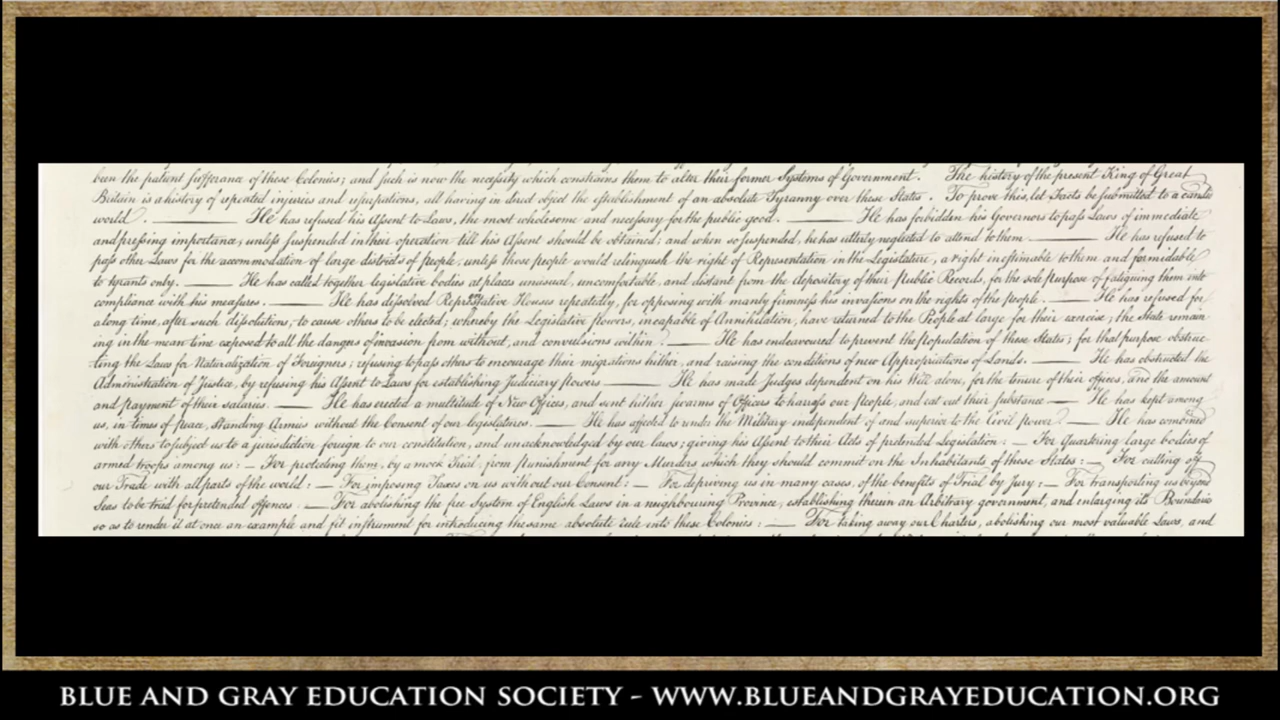 been the patient sufferance of these Colonies; and such is now the necessity which constrains them to alter their former Systems of Government. The history of the present King of Great
Britain is a history of repeated injuries and usurpations, all having in direct object the establishment of an absolute Tyranny over these States. To prove this, let Facts be submitted to a candid
world. ——— He has refused his Assent to Laws, the most wholesome and necessary for the public good. ——— He has forbidden his Governors to pass Laws of immediate
and pressing importance, unless suspended in their operation till his Assent should be obtained; and when so suspended, he has utterly neglected to attend to them. ——— He has refused to
pass other Laws for the accommodation of large districts of people, unless those people would relinquish the right of Representation in the Legislature, a right inestimable to them and formidable
to tyrants only. ——— He has called together legislative bodies at places unusual, uncomfortable, and distant from the depository of their Public Records, for the sole purpose of fatiguing them into
compliance with his measures. ——— He has dissolved Representative Houses repeatedly, for opposing with manly firmness his invasions on the rights of the people. ——— He has refused for
a long time, after such dissolutions, to cause others to be elected; whereby the Legislative powers, incapable of Annihilation, have returned to the People at large for their exercise; the State remain
ing in the mean time exposed to all the dangers of invasion from without, and convulsions within. ——— He has endeavoured to prevent the population of these States; for that purpose obstruc
ting the Laws for Naturalization of Foreigners; refusing to pass others to encourage their migrations hither, and raising the conditions of new Appropriations of Lands. ——— He has obstructed the
Administration of Justice, by refusing his Assent to Laws for establishing Judiciary powers ——— He has made Judges dependent on his Will alone, for the tenure of their offices, and the amount
and payment of their salaries. ——— He has erected a multitude of New Offices, and sent hither swarms of Officers to harrass our People, and eat out their substance ——— He has kept among
us, in times of peace, Standing Armies without the Consent of our legislatures. ——— He has affected to render the Military independent of and superior to the Civil power. ——— He has combined
with others to subject us to a jurisdiction foreign to our constitution, and unacknowledged by our laws; giving his Assent to their Acts of pretended Legislation: — For quartering large bodies of
armed troops among us: — For protecting them, by a mock Trial, from Punishment for any Murders which they should commit on the Inhabitants of these States: — For cutting off
our Trade with all parts of the world: — For imposing Taxes on us without our Consent: — For depriving us in many cases, of the benefits of Trial by Jury: — For transporting us beyond
Seas to be tried for pretended offences: — For abolishing the free System of English Laws in a neighbouring Province, establishing therein an Arbitrary government, and enlarging its Boundaries
so as to render it at once an example and fit instrument for introducing the same absolute rule into these Colonies: — For taking away our Charters, abolishing our most valuable Laws, and
BLUE AND GRAY EDUCATION SOCIETY - WWW.BLUEANDGRAYEDUCATION.ORG